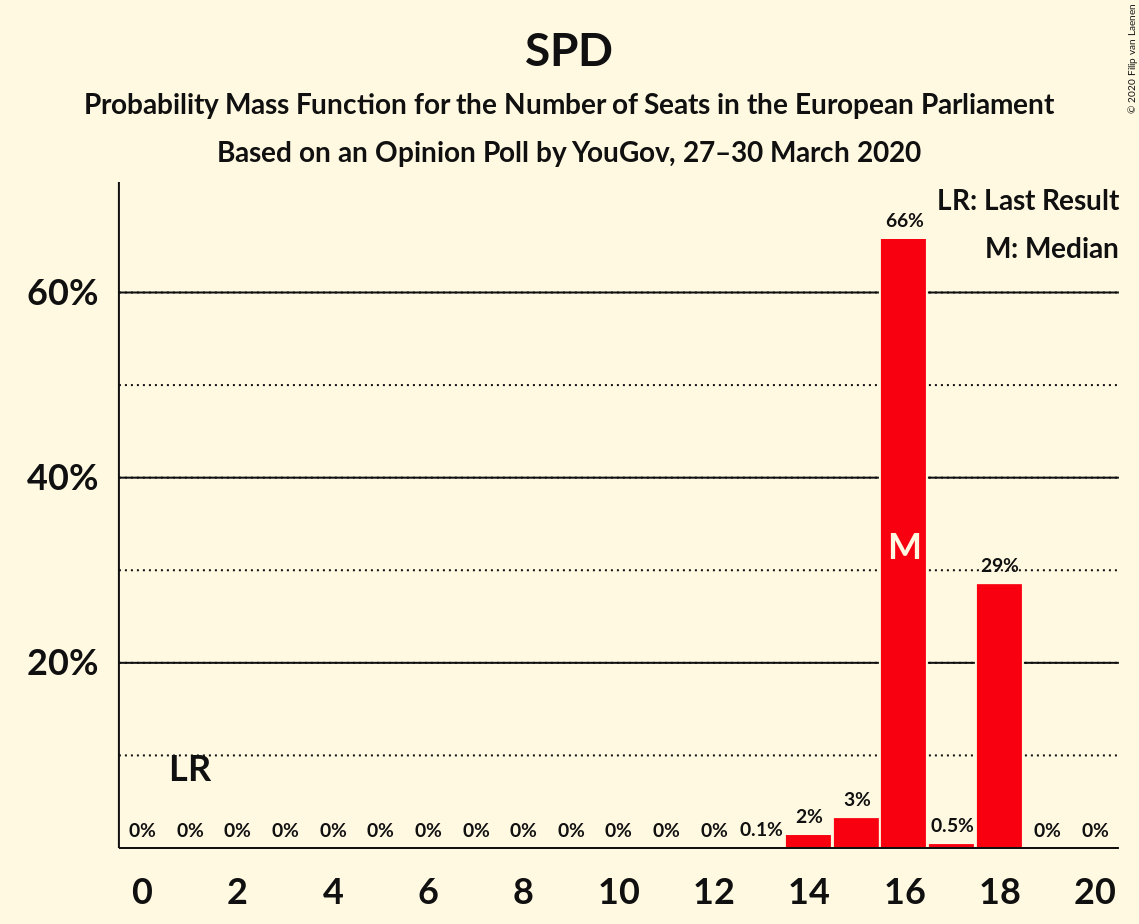 SPD
Probability Mass Function for the Number of Seats in the European Parliament
Based on an Opinion Poll by YouGov, 27–30 March 2020
© 2020 Filip van Laenen
LR: Last Result
M: Median
60%
40%
20%
66%
M
29%
LR
0% 0% 0% 0% 0% 0% 0% 0% 0% 0% 0% 0% 0% 0.1% 2% 3% 0.5% 0% 0%
0 2 4 6 8 10 12 14 16 18 20